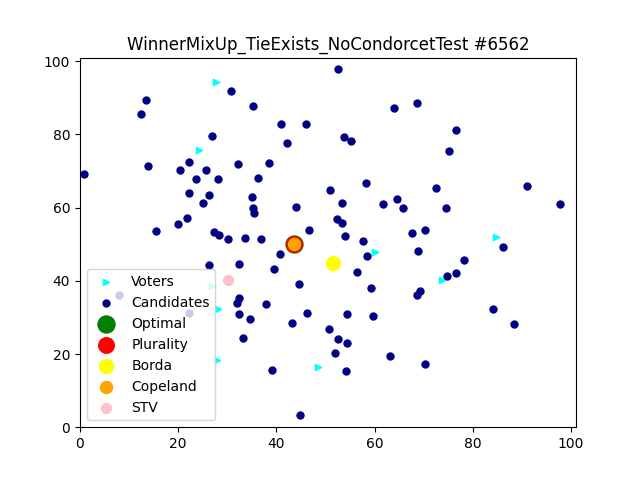 WinnerMixUp_TieExists_NoCondorcetTest #6562
100
80
60
40
20
0
Voters
Candidates
Optimal
Plurality
Borda
Copeland
STV
0 20 40 60 80 100